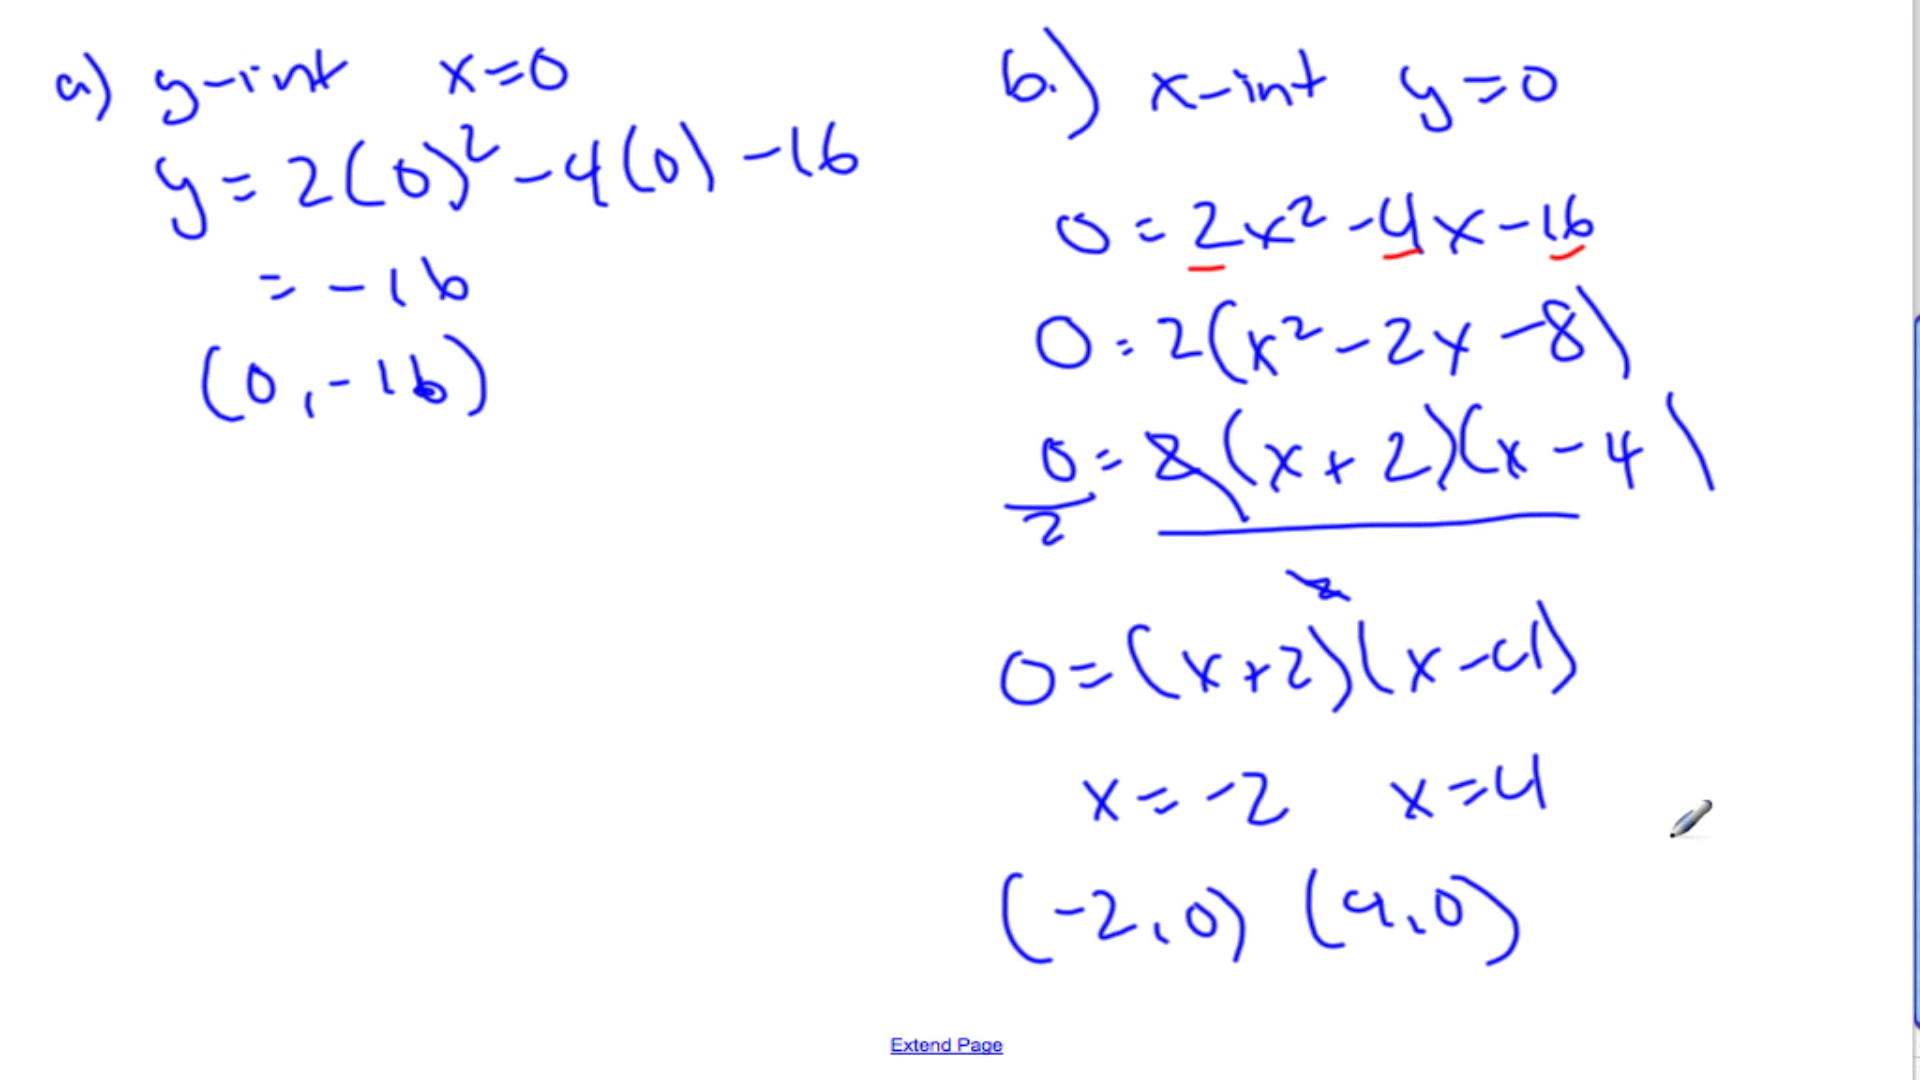 a) y-int x=0
y = 2(0)² - 4(0) - 16
= -16
(0, -16)
b.) x-int y=0
0 = 2x² - 4x - 16
0 = 2(x² - 2x - 8)
0 = 2(x + 2)(x - 4)
2 2
0 = (x+2)(x-4)
x = -2 x = 4
(-2, 0) (4, 0)
Extend Page